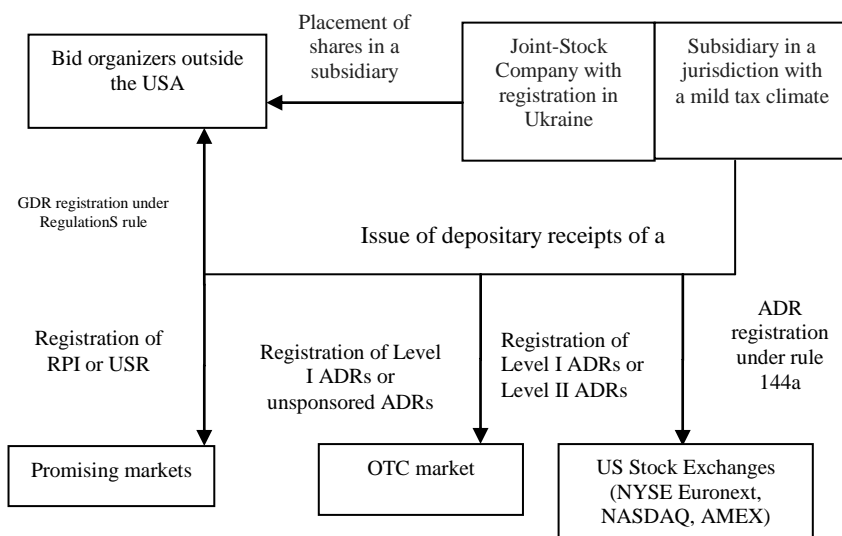 Bid organizers outside
the USA
Placement of
shares in a
subsidiary
Joint-Stock
Company with
registration in
Ukraine
Subsidiary in a
jurisdiction with
a mild tax climate
GDR registration under
RegulationS rule
Issue of depositary receipts of a
Registration of
RPI or USR
Registration of Level
I ADRs or
unsponsored ADRs
Registration of
Level I ADRs or
Level II ADRs
ADR
registration
under rule
144a
Promising markets
OTC market
US Stock Exchanges
(NYSE Euronext,
NASDAQ, AMEX)